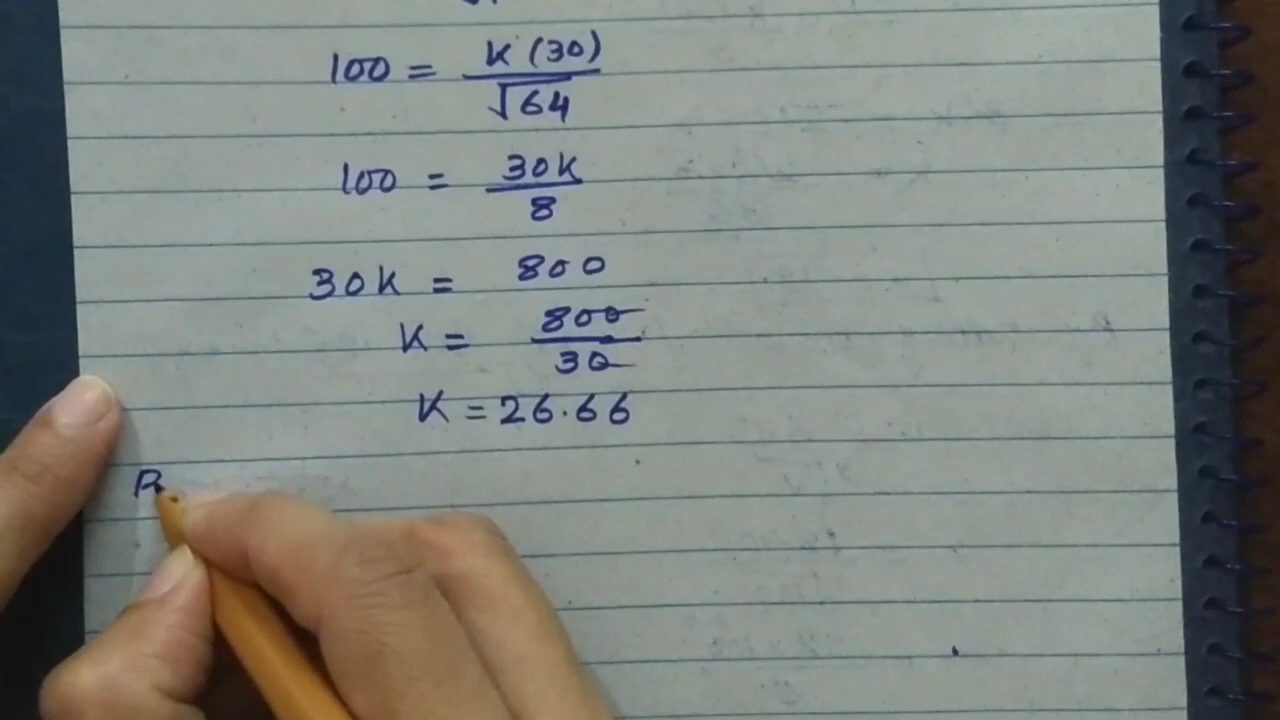 100 = K (30) / √64
100 = 30K / 8
30K = 800
K = 800 / 30
K = 26.66